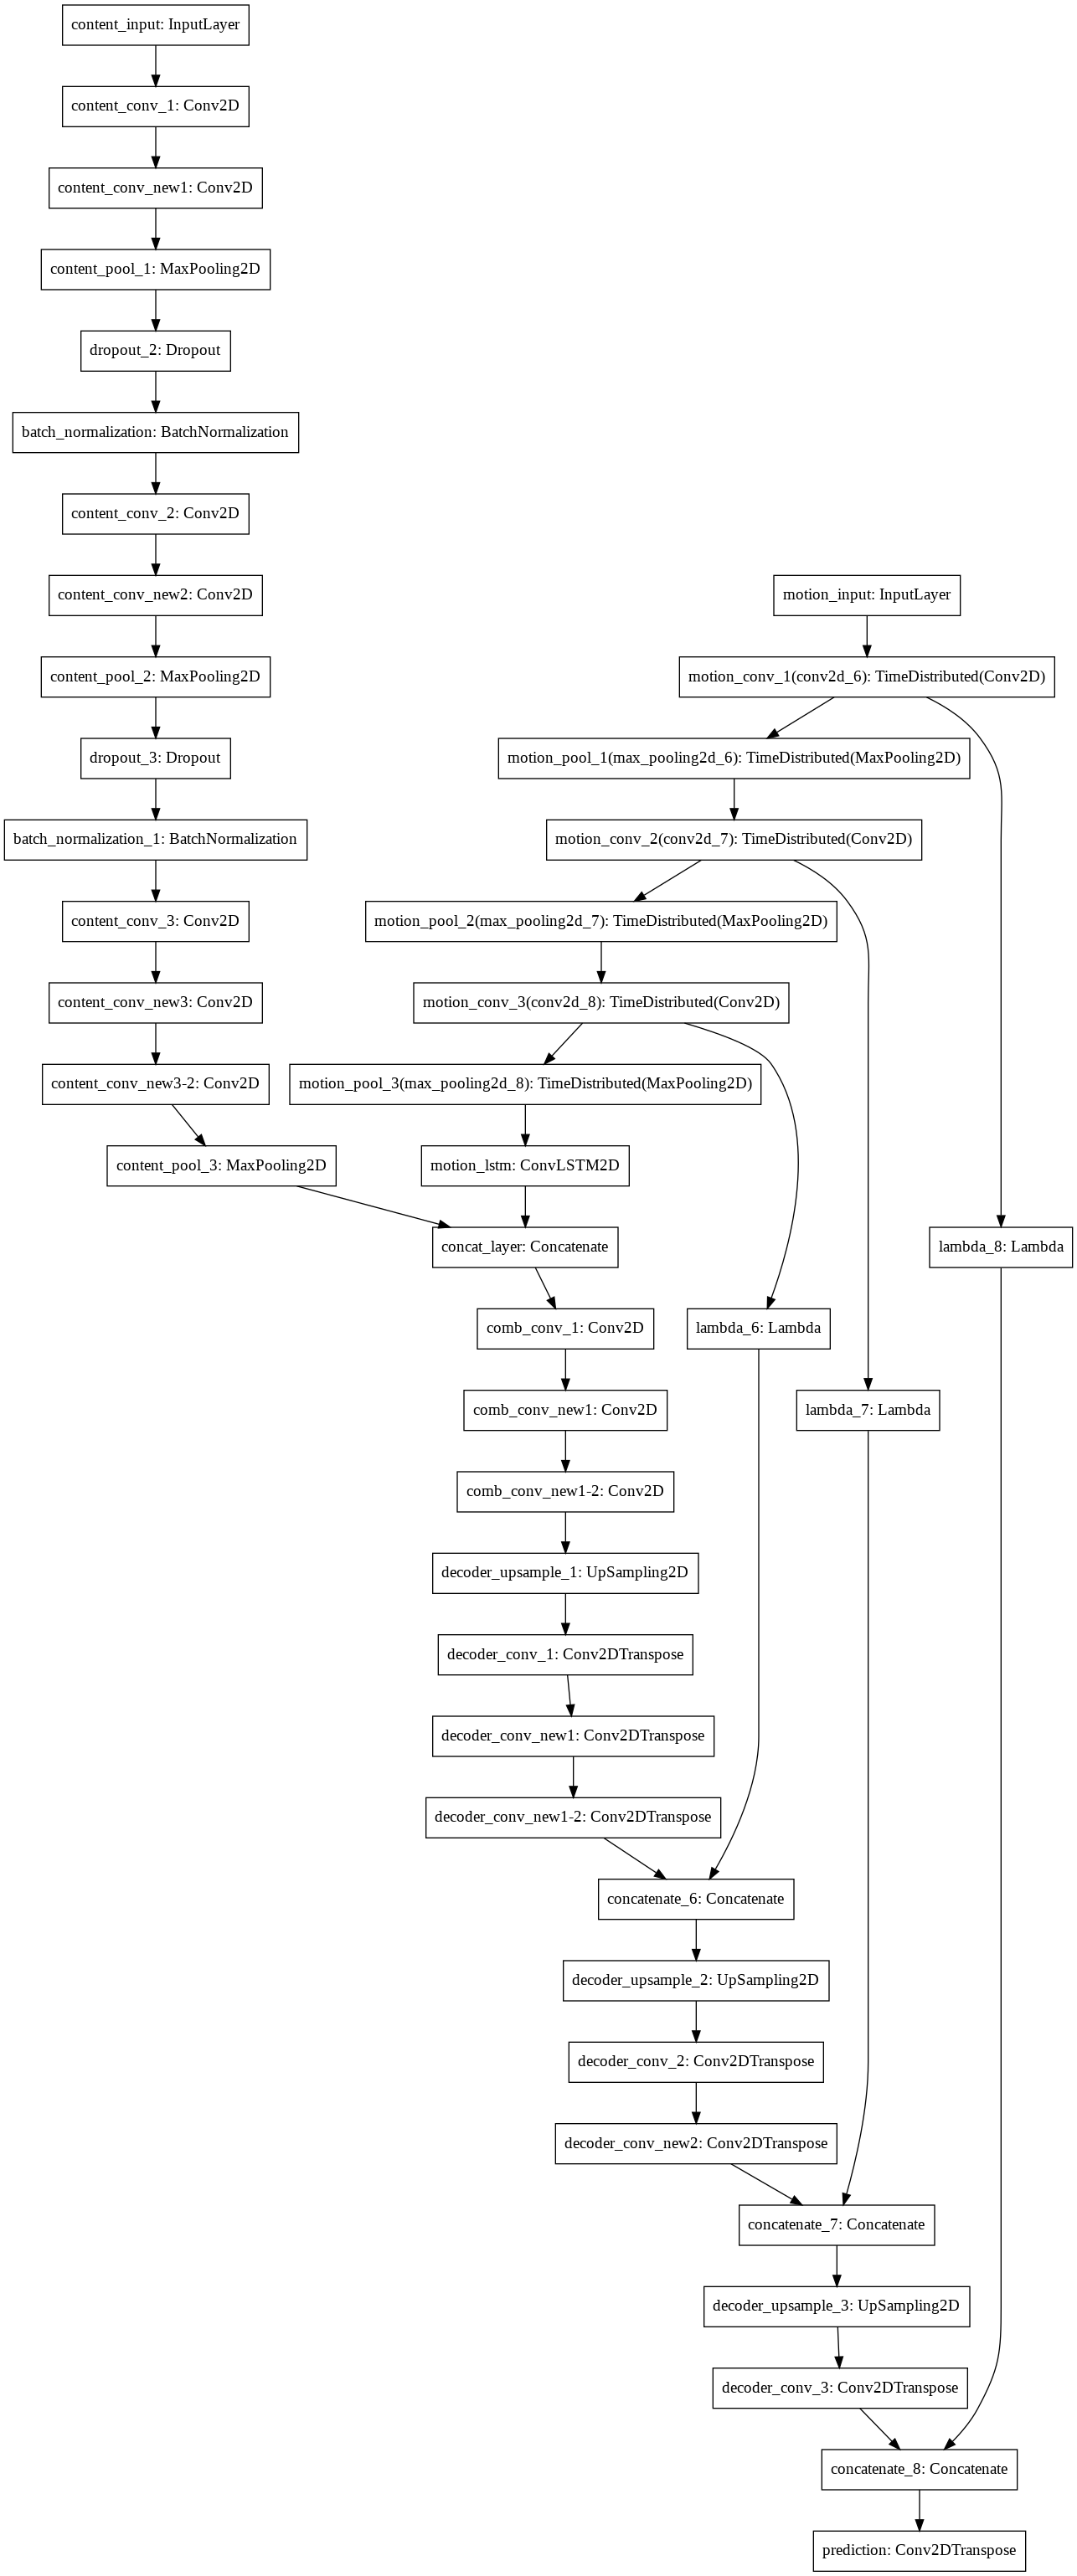 content_input: InputLayer
content_conv_1: Conv2D
content_conv_new1: Conv2D
content_pool_1: MaxPooling2D
dropout_2: Dropout
batch_normalization: BatchNormalization
content_conv_2: Conv2D
content_conv_new2: Conv2D
motion_input: InputLayer
content_pool_2: MaxPooling2D
motion_conv_1(conv2d_6): TimeDistributed(Conv2D)
dropout_3: Dropout
motion_pool_1(max_pooling2d_6): TimeDistributed(MaxPooling2D)
batch_normalization_1: BatchNormalization
motion_conv_2(conv2d_7): TimeDistributed(Conv2D)
content_conv_3: Conv2D
motion_pool_2(max_pooling2d_7): TimeDistributed(MaxPooling2D)
content_conv_new3: Conv2D
motion_conv_3(conv2d_8): TimeDistributed(Conv2D)
content_conv_new3-2: Conv2D
motion_pool_3(max_pooling2d_8): TimeDistributed(MaxPooling2D)
content_pool_3: MaxPooling2D
motion_lstm: ConvLSTM2D
concat_layer: Concatenate
lambda_8: Lambda
comb_conv_1: Conv2D
lambda_6: Lambda
comb_conv_new1: Conv2D
lambda_7: Lambda
comb_conv_new1-2: Conv2D
decoder_upsample_1: UpSampling2D
decoder_conv_1: Conv2DTranspose
decoder_conv_new1: Conv2DTranspose
decoder_conv_new1-2: Conv2DTranspose
concatenate_6: Concatenate
decoder_upsample_2: UpSampling2D
decoder_conv_2: Conv2DTranspose
decoder_conv_new2: Conv2DTranspose
concatenate_7: Concatenate
decoder_upsample_3: UpSampling2D
decoder_conv_3: Conv2DTranspose
concatenate_8: Concatenate
prediction: Conv2DTranspose